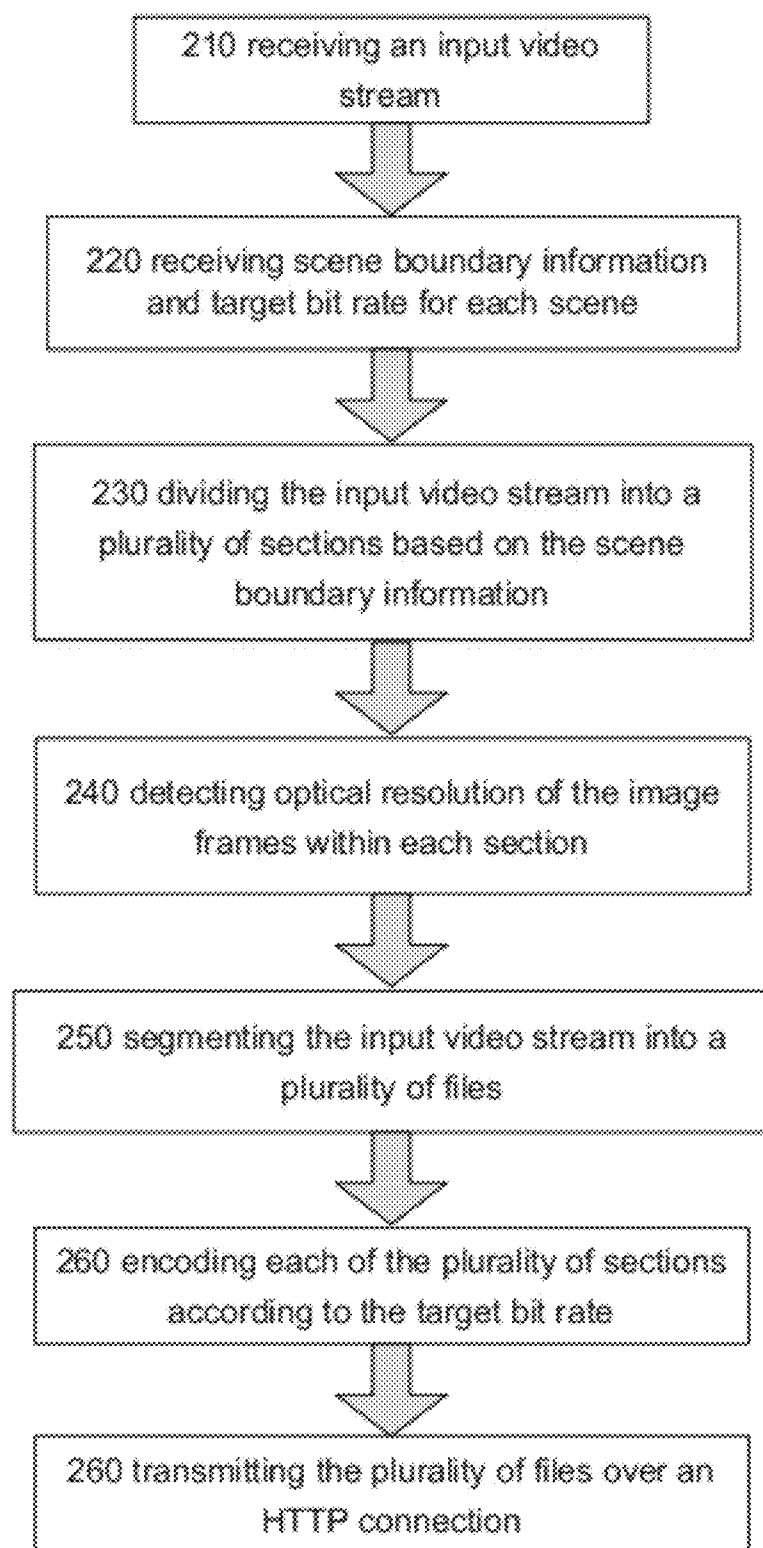 210 receiving an input video
stream
220 receiving scene boundary information
and target bit rate for each scene
230 dividing the input video stream into a
plurality of sections based on the scene
boundary information
240 detecting optical resolution of the image
frames within each section
250 segmenting the input video stream into a
plurality of files
260 encoding each of the plurality of sections
according to the target bit rate
260 transmitting the plurality of files over an
HTTP connection